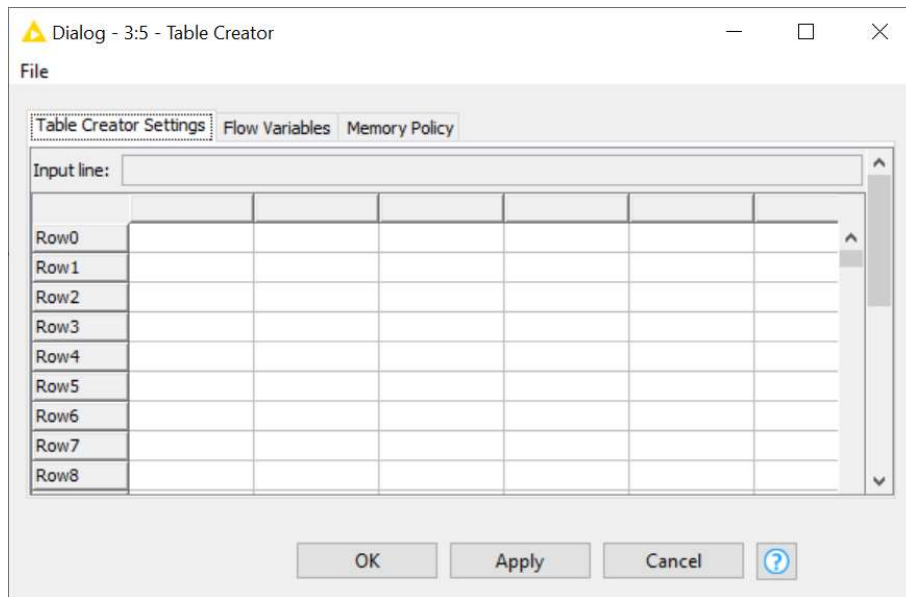 Dialog - 3:5 - Table Creator
File
Table Creator Settings Flow Variables Memory Policy
Input line:
Row0
Row1
Row2
Row3
Row4
Row5
Row6
Row7
Row8
OK Apply Cancel ?